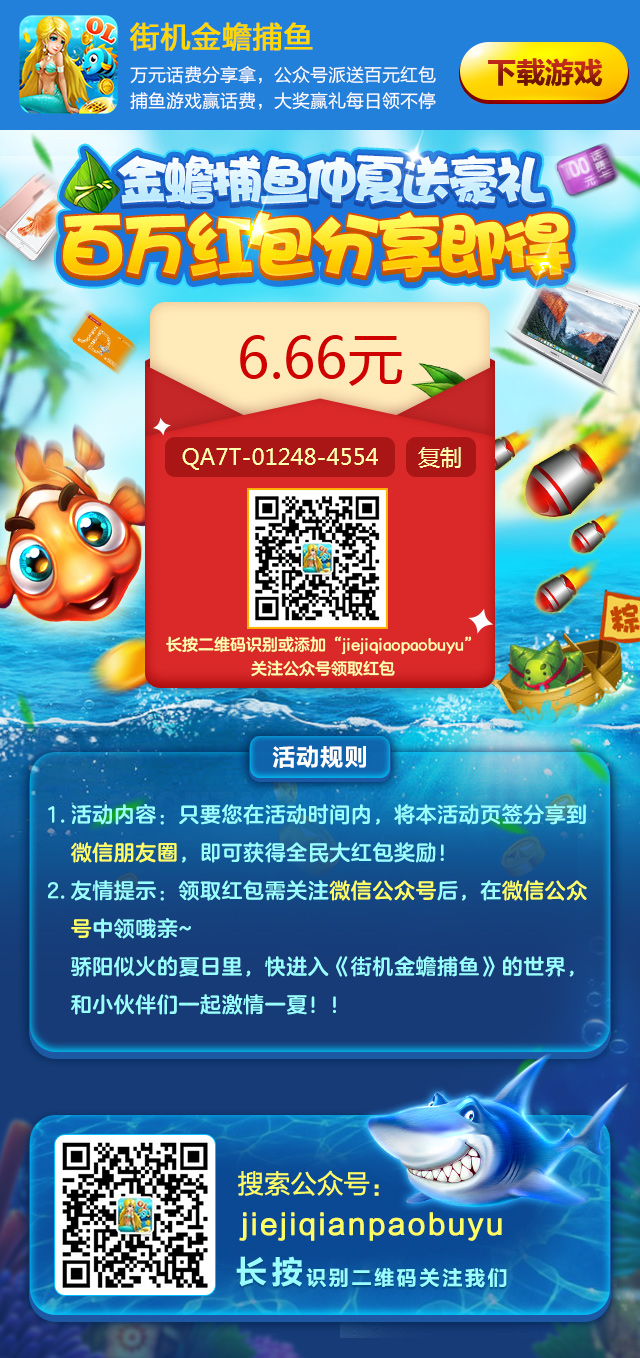 OL
街机金蟾捕鱼
万元话费分享拿，公众号派送百元红包
捕鱼游戏赢话费，大奖赢礼每日领不停
下载游戏
金蟾捕鱼仲夏送豪礼
百万红包分享即得
100
元
6.66元
QA7T-01248-4554
复制
长按二维码识别或添加“jiejiqiaopaobuyu”
关注公众号领取红包
粽
活动规则
1. 活动内容：只要您在活动时间内，将本活动页签分享到
微信朋友圈，即可获得全民大红包奖励！
2. 友情提示：领取红包需关注微信公众号后，在微信公众
号中领哦亲~
骄阳似火的夏日里，快进入《街机金蟾捕鱼》的世界，
和小伙伴们一起激情一夏！！
搜索公众号：
jiejiqianpaobuyu
长按识别二维码关注我们